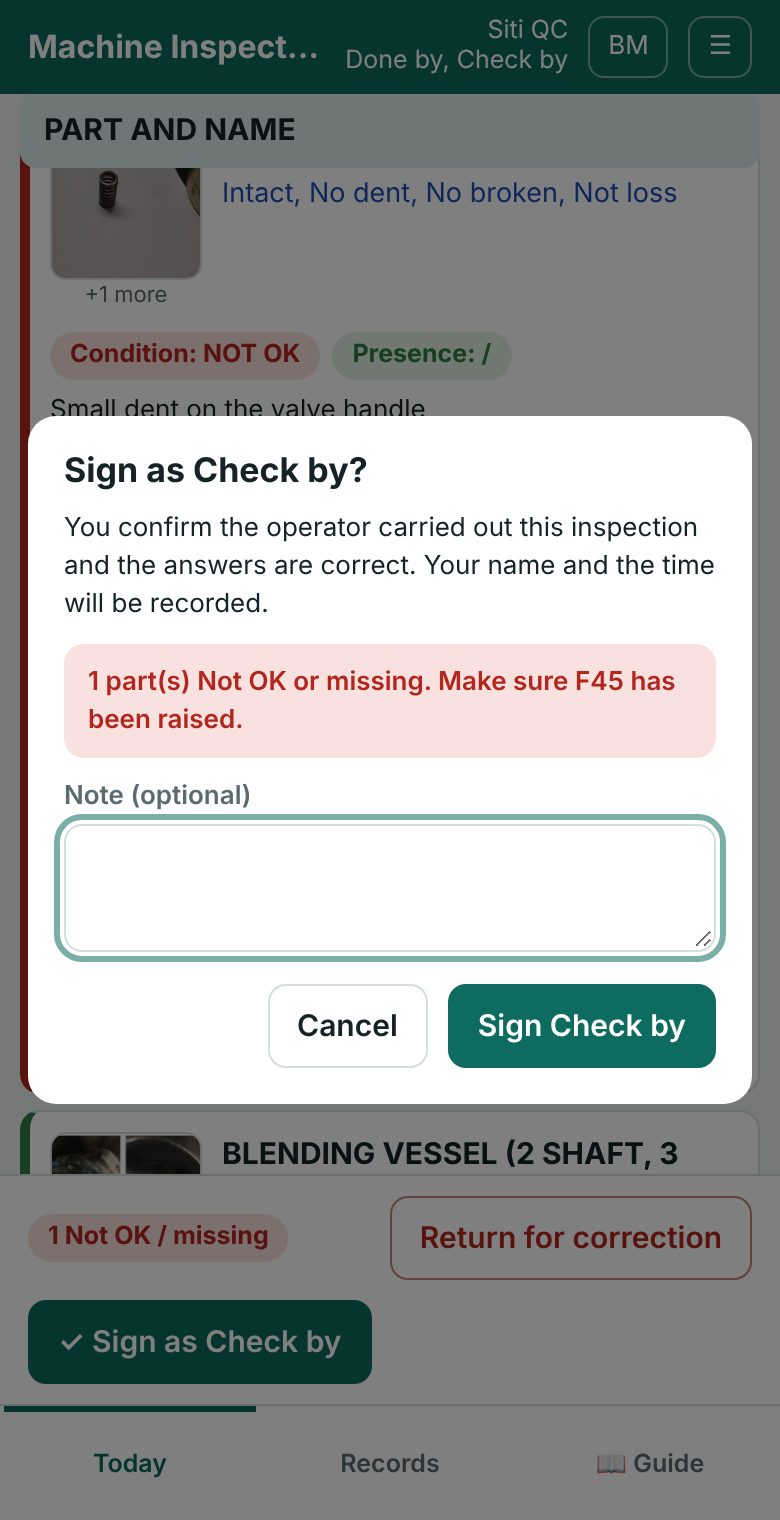 Machine Inspect...
Siti QC
Done by, Check by
BM
☰
PART AND NAME
Intact, No dent, No broken, Not loss
+1 more
Condition: NOT OK
Presence: /
Small dent on the valve handle
Sign as Check by?
You confirm the operator carried out this inspection
and the answers are correct. Your name and the time
will be recorded.
1 part(s) Not OK or missing. Make sure F45 has
been raised.
Note (optional)
Cancel
Sign Check by
BLENDING VESSEL (2 SHAFT, 3
1 Not OK / missing
Return for correction
✓ Sign as Check by
Today
Records
📖 Guide